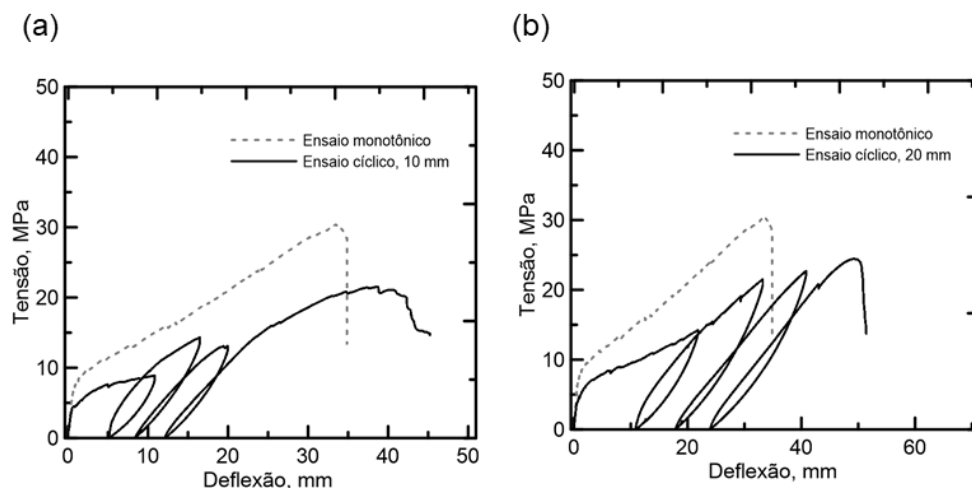 (a)
50
40
30
20
10
0
Tensão, MPa
Ensaio monotônico
Ensaio cíclico, 10 mm
0 10 20 30 40 50
Deflexão, mm
(b)
50
40
30
20
10
0
Tensão, MPa
Ensaio monotônico
Ensaio cíclico, 20 mm
0 20 40 60
Deflexão, mm